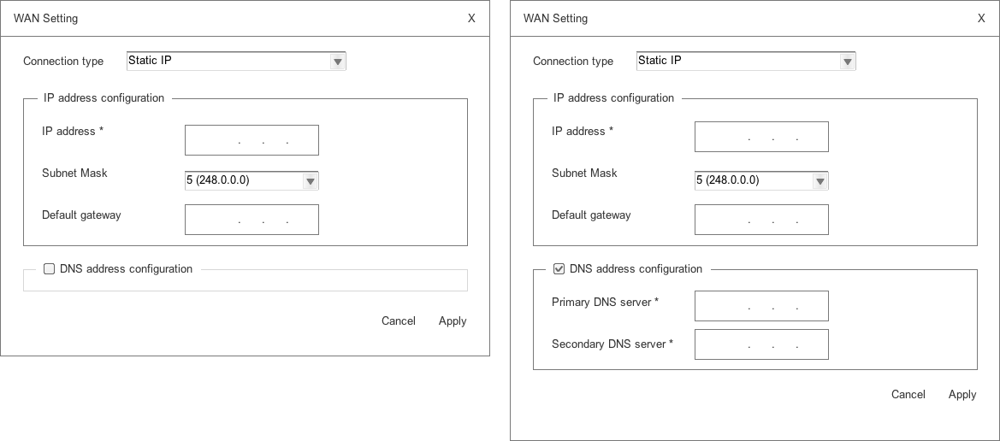 WAN Setting X
Connection type Static IP
IP address configuration
IP address * . . .
Subnet Mask 5 (248.0.0.0)
Default gateway . . .
DNS address configuration
Cancel Apply
WAN Setting X
Connection type Static IP
IP address configuration
IP address * . . .
Subnet Mask 5 (248.0.0.0)
Default gateway . . .
DNS address configuration
Primary DNS server * . . .
Secondary DNS server * . . .
Cancel Apply